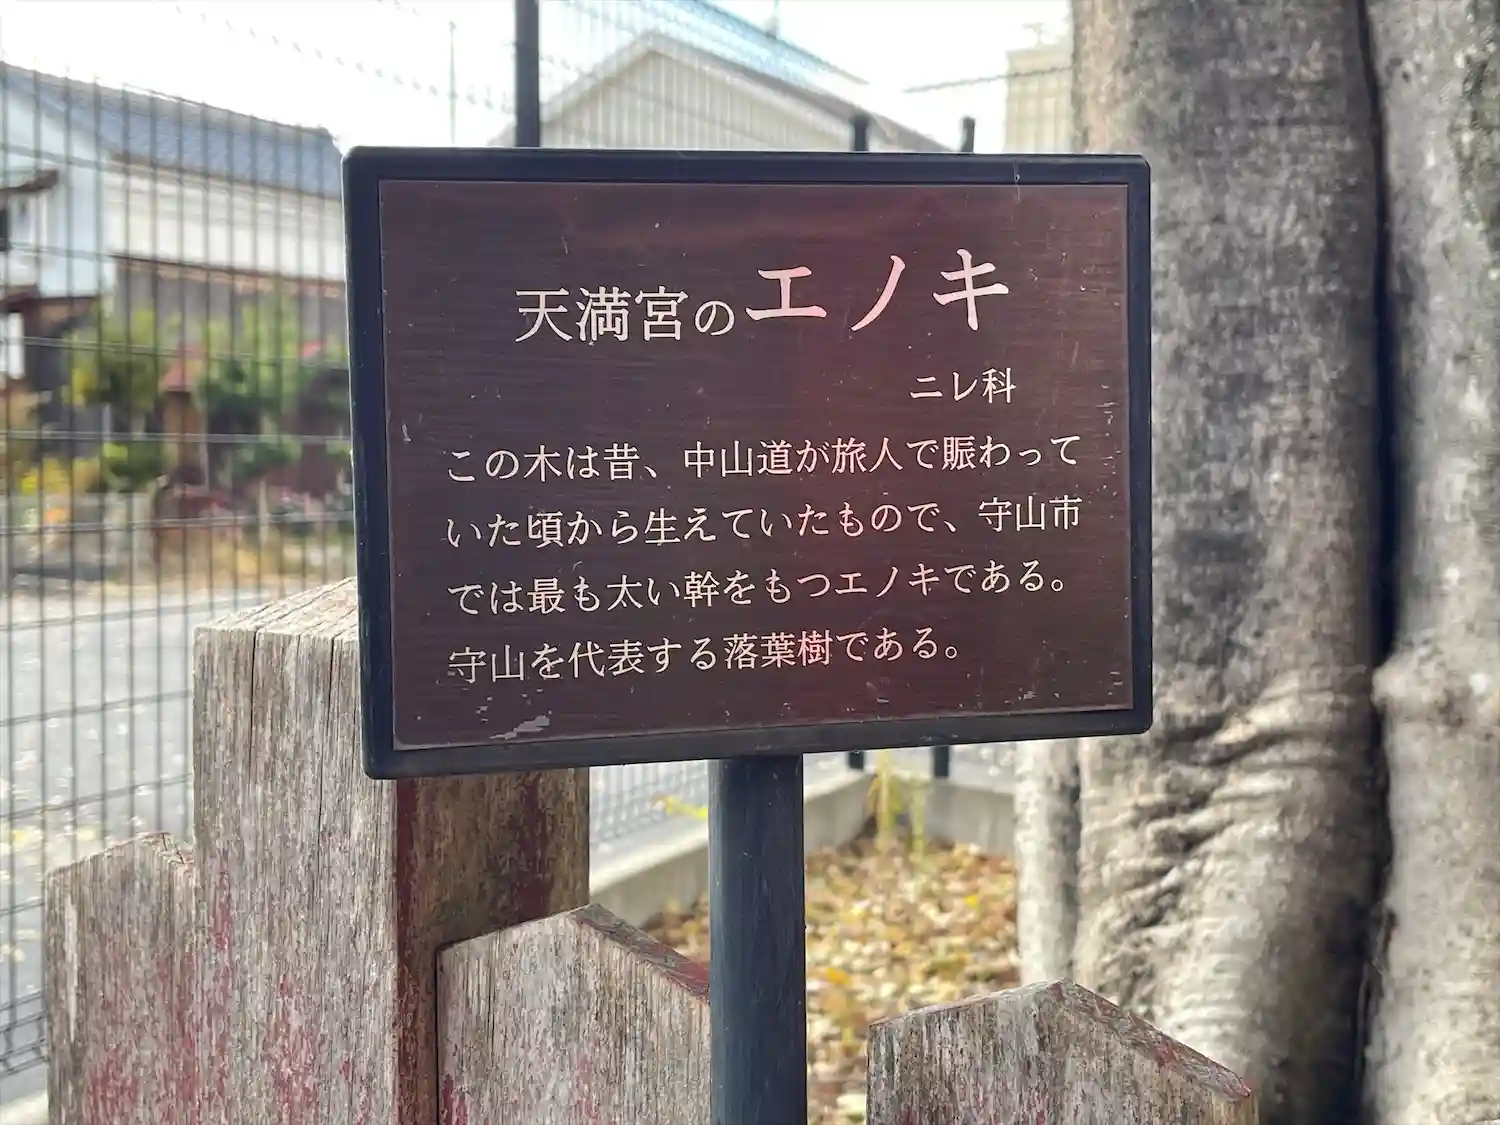 天満宮のエノキ
ニレ科
この木は昔、中山道が旅人で賑わって
いた頃から生えていたもので、守山市
では最も太い幹をもつエノキである。
守山を代表する落葉樹である。